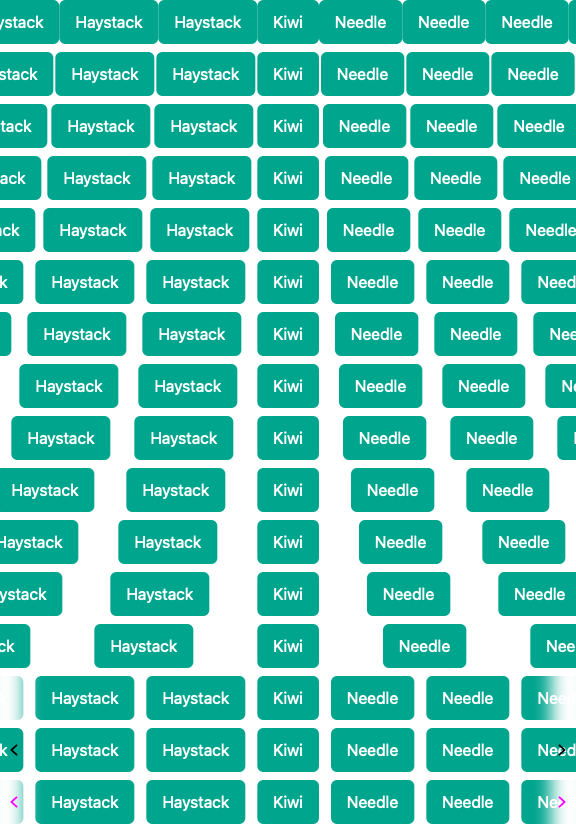 ystack Haystack Haystack Kiwi Needle Needle Needle
stack Haystack Haystack Kiwi Needle Needle Needle
tack Haystack Haystack Kiwi Needle Needle Needle
ack Haystack Haystack Kiwi Needle Needle Needle
ck Haystack Haystack Kiwi Needle Needle Needle
k Haystack Haystack Kiwi Needle Needle Need
Haystack Haystack Kiwi Needle Needle Nee
Haystack Haystack Kiwi Needle Needle N
Haystack Haystack Kiwi Needle Needle
Haystack Haystack Kiwi Needle Needle
Haystack Haystack Kiwi Needle Needle
ystack Haystack Kiwi Needle Needle
ck Haystack Kiwi Needle Nee
Haystack Haystack Kiwi Needle Needle Nee
k Haystack Haystack Kiwi Needle Needle Need
Haystack Haystack Kiwi Needle Needle Ne